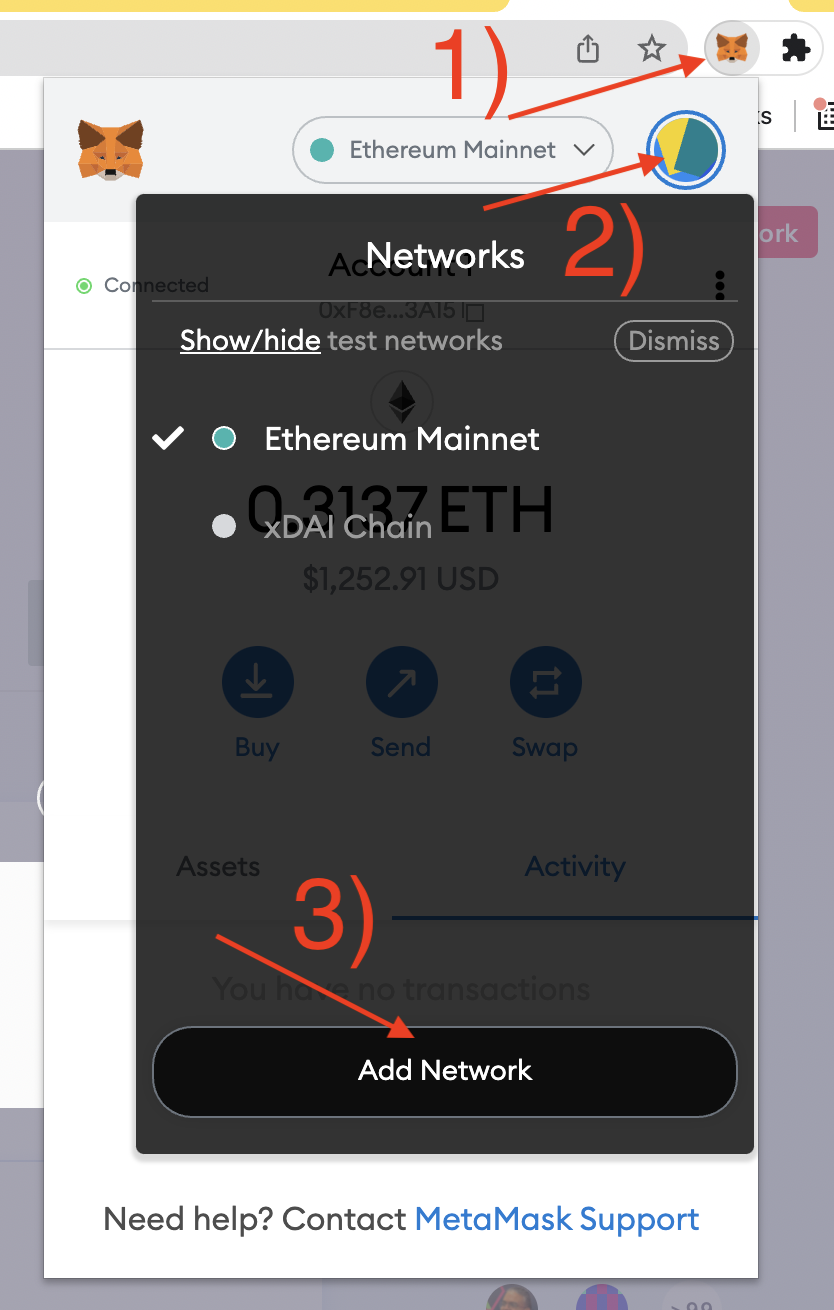 1)
ks
Ethereum Mainnet
2)
ork
Networks
Account 1
Connected
0xF8e...3A15
Show/hide test networks
Dismiss
Ethereum Mainnet
0.3137 ETH
xDAI Chain
$1,252.91 USD
Buy
Send
Swap
Assets
Activity
3)
You have no transactions
Add Network
Need help? Contact MetaMask Support